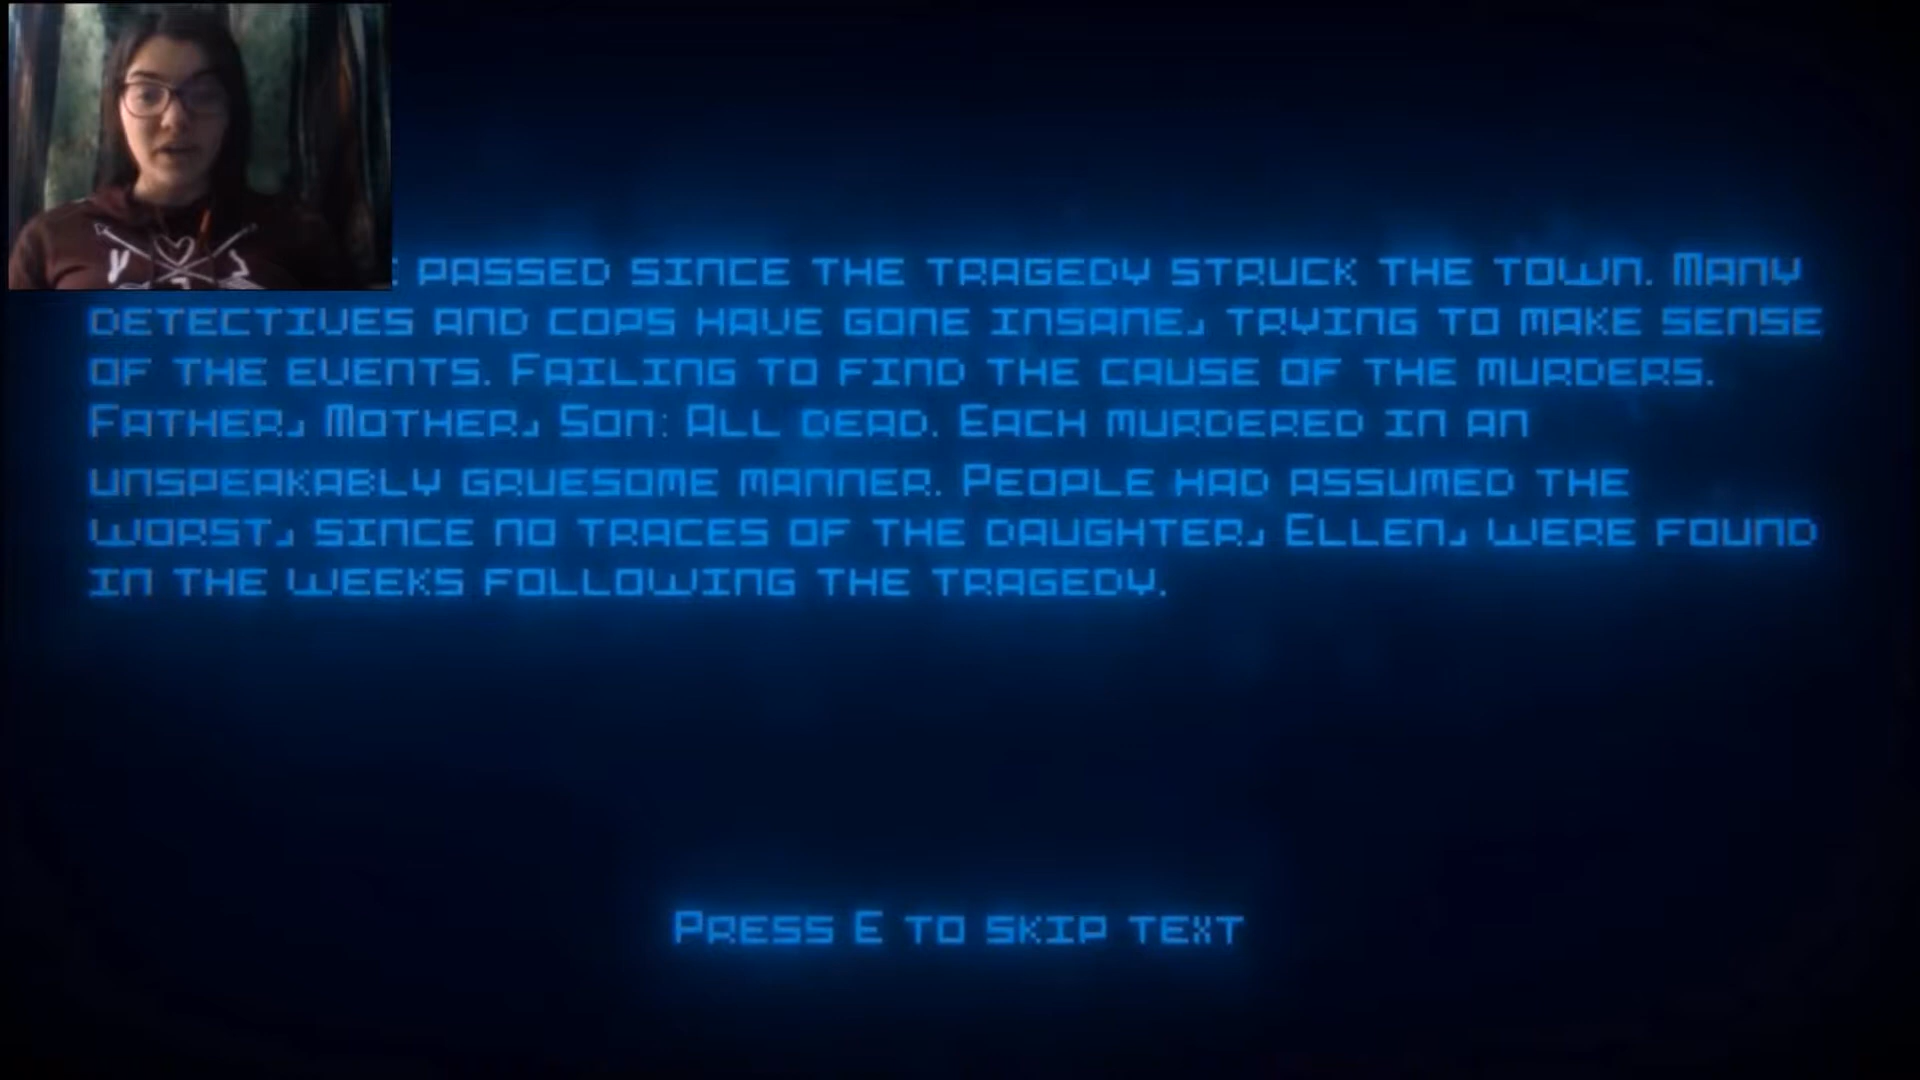 PASSED SINCE THE TRAGEDY STRUCK THE TOWN. MANY
DETECTIVES AND COPS HAVE GONE INSANE, TRYING TO MAKE SENSE
OF THE EVENTS. FAILING TO FIND THE CAUSE OF THE MURDERS.
FATHER, MOTHER, SON: ALL DEAD. EACH MURDERED IN AN
UNSPEAKABLY GRUESOME MANNER. PEOPLE HAD ASSUMED THE
WORST, SINCE NO TRACES OF THE DAUGHTER, ELLEN, WERE FOUND
IN THE WEEKS FOLLOWING THE TRAGEDY.
PRESS E TO SKIP TEXT